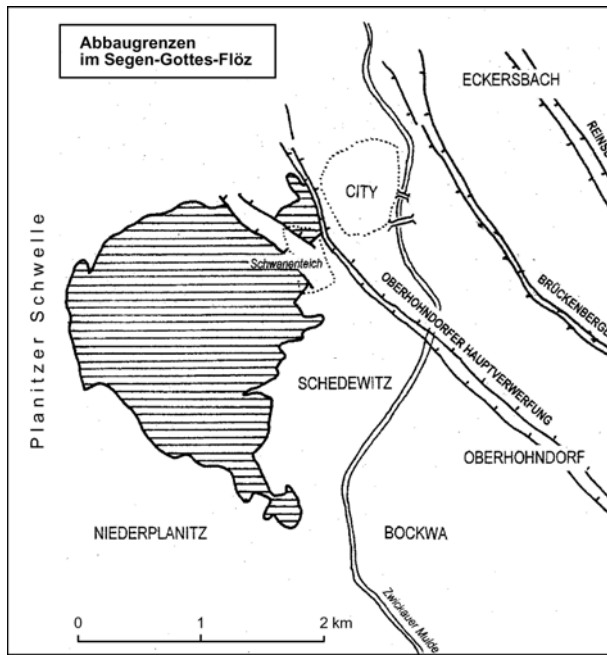 Abbaugrenzen
im Segen-Gottes-Flöz
ECKERSBACH
CITY
Schwanenteich
Planitzer Schwelle
OBERHOHNDORFER HAUPTVERWERFUNG
SCHEDEWITZ
OBERHOHNDORF
NIEDERPLANITZ
BOCKWA
Zwickauer Mulde
0 1 2 km